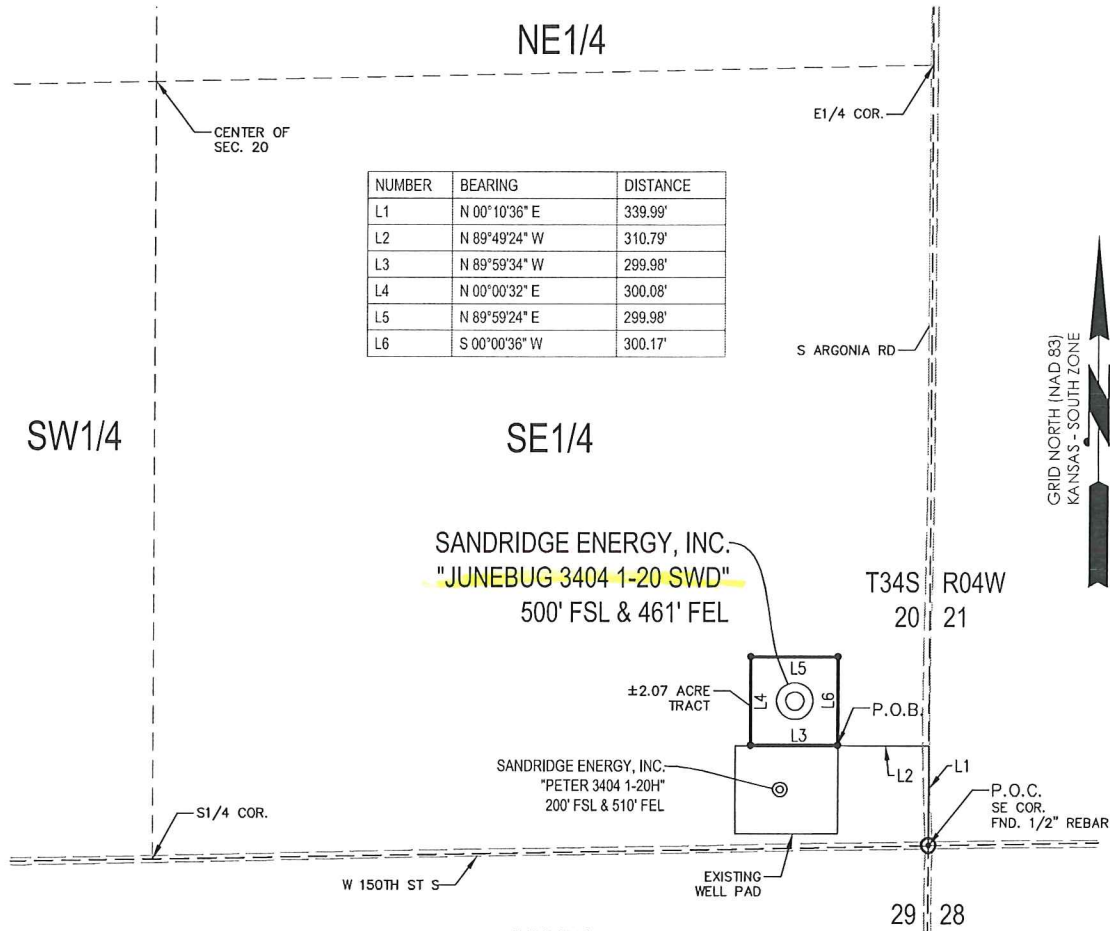 NE1/4
E1/4 COR.
CENTER OF
SEC. 20
NUMBER BEARING DISTANCE
L1 N 00°10'36" E 339.99'
L2 N 89°49'24" W 310.79'
L3 N 89°59'34" W 299.98'
L4 N 00°00'32" E 300.08'
L5 N 89°59'24" E 299.98'
L6 S 00°00'36" W 300.17'
S ARGONIA RD
GRID NORTH (NAD 83)
KANSAS - SOUTH ZONE
N
SW1/4
SE1/4
SANDRIDGE ENERGY, INC.
"JUNEBUG 3404 1-20 SWD"
500' FSL & 461' FEL
T34S R04W
20 21
L5
±2.07 ACRE
TRACT
L4
L6
P.O.B.
L3
L2
L1
SANDRIDGE ENERGY, INC.
"PETER 3404 1-20H"
200' FSL & 510' FEL
P.O.C.
SE COR.
FND. 1/2" REBAR
S1/4 COR.
W 150TH ST S
EXISTING
WELL PAD
29 28